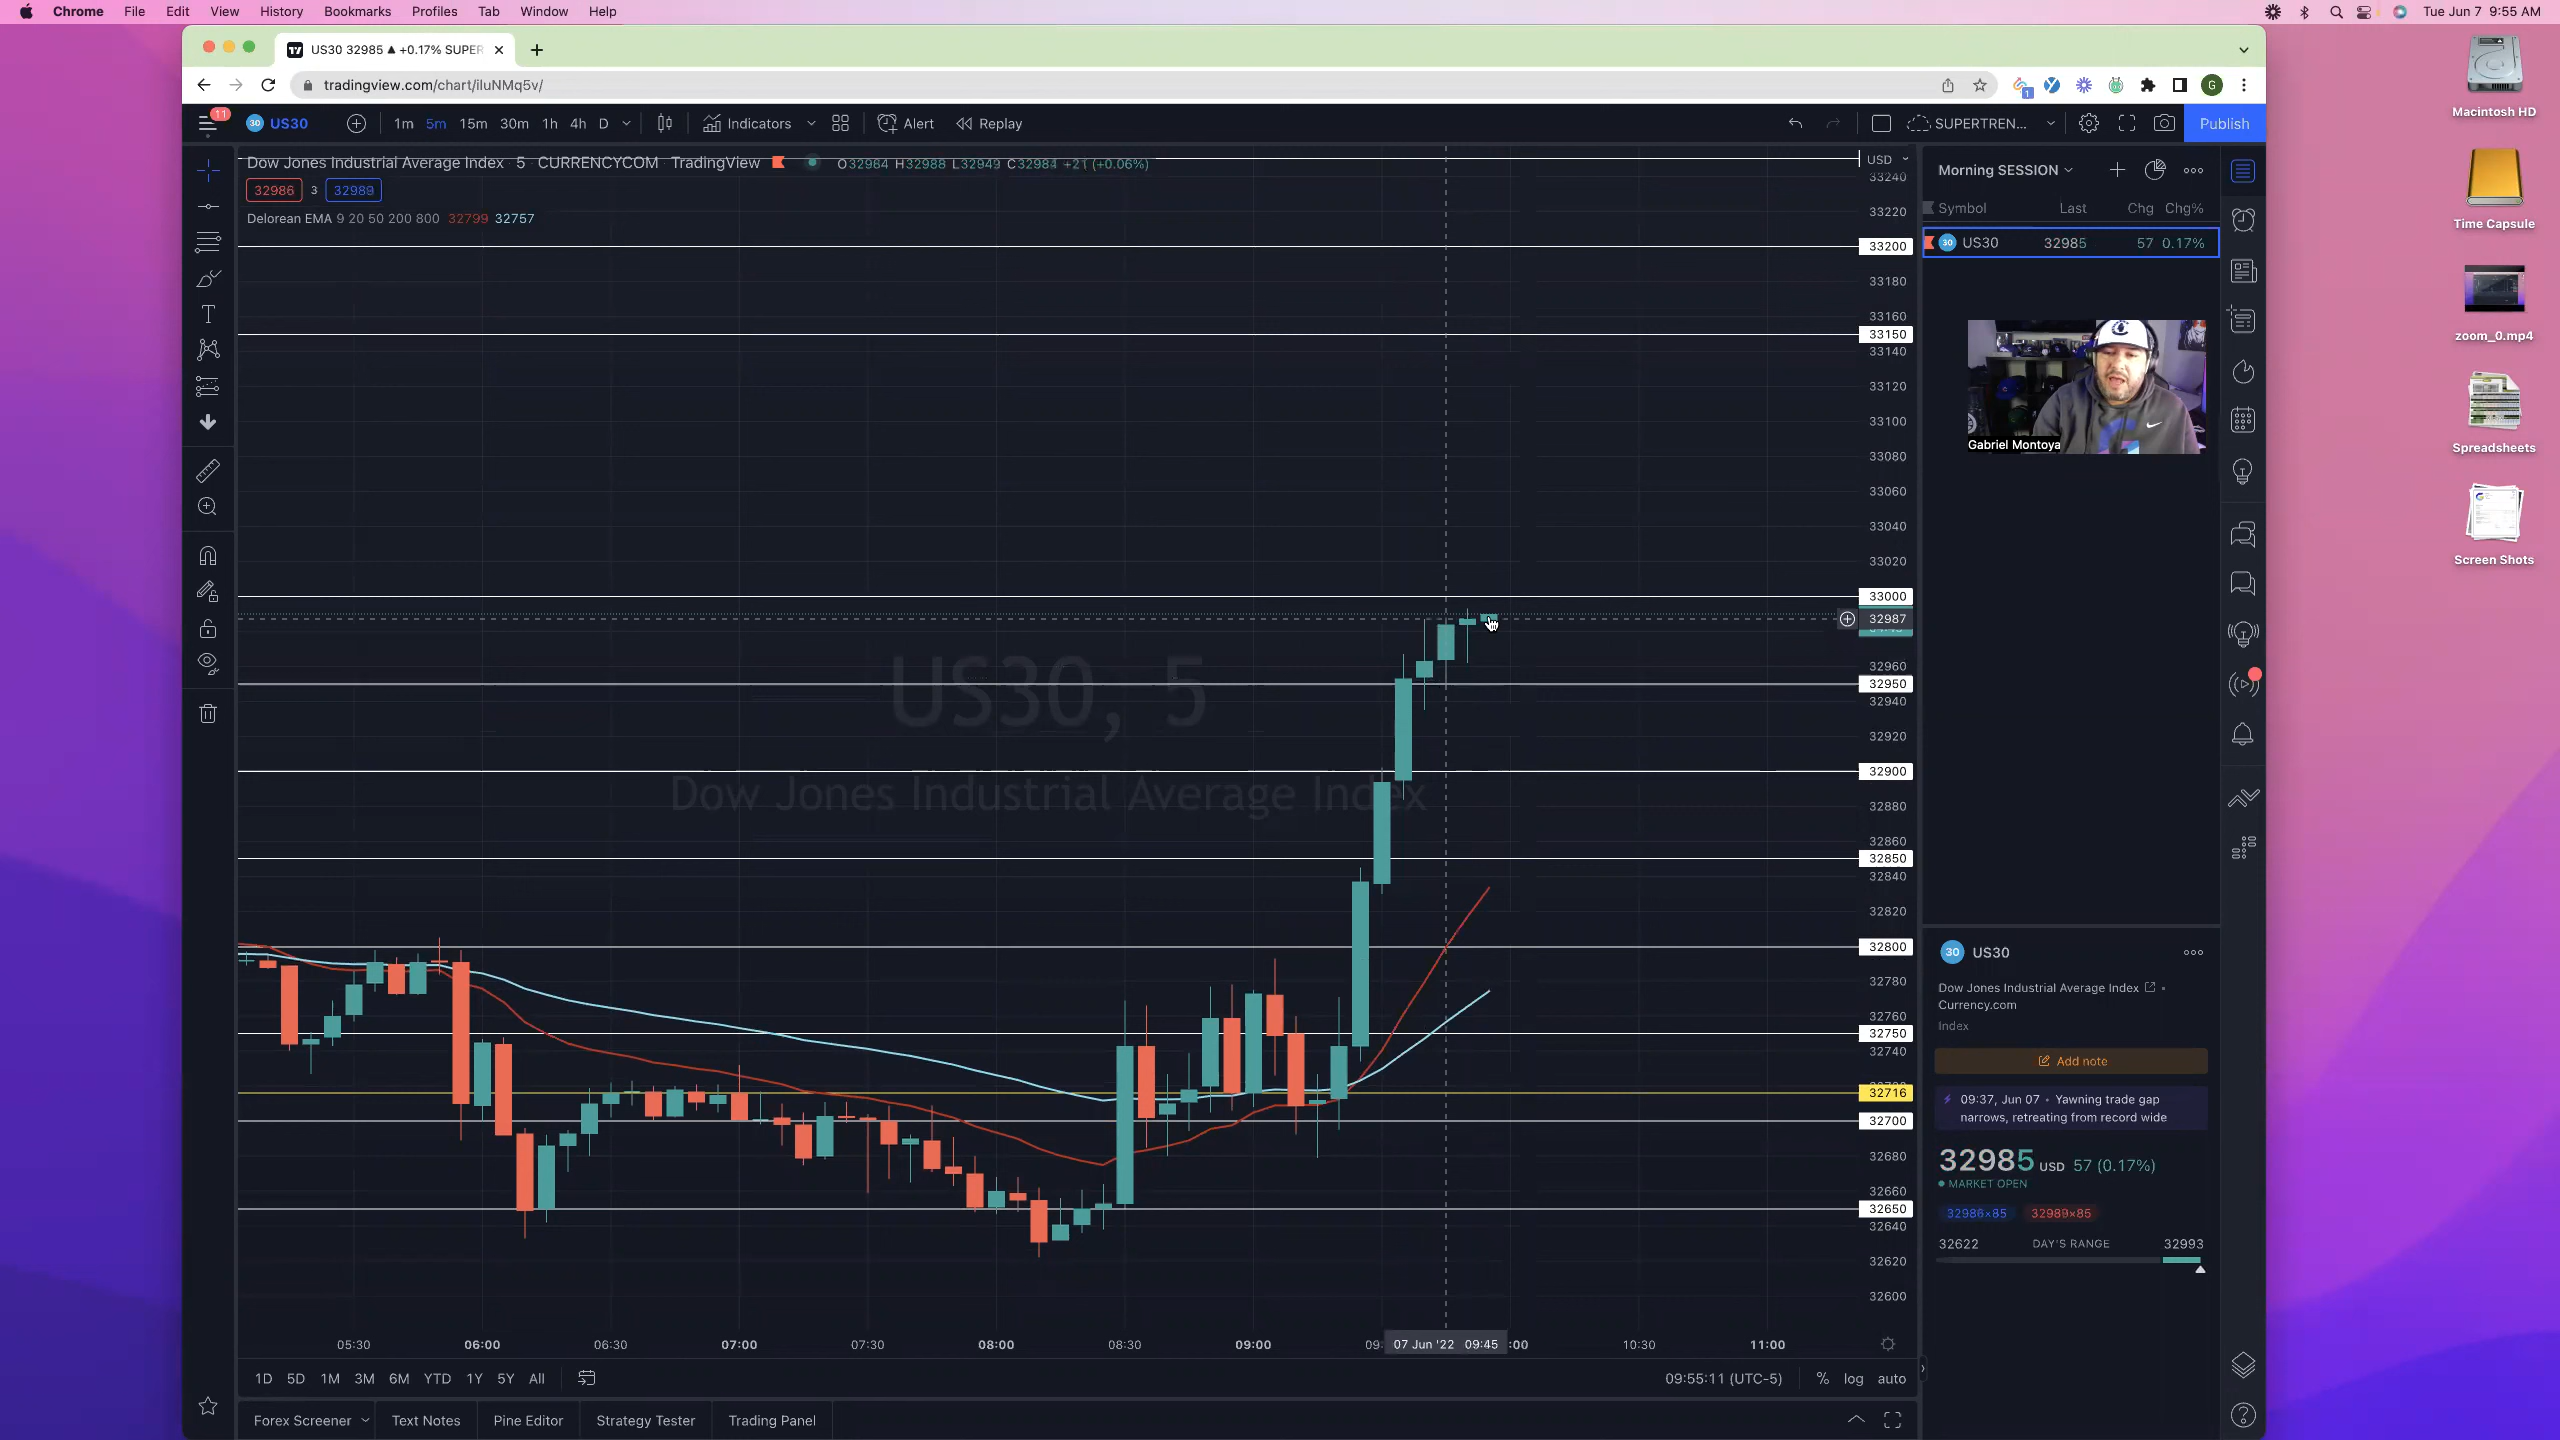 Chrome File Edit View History Bookmarks Profiles Tab Window Help
Tue Jun 7 9:55 AM
US30 32985 ▲ +0.17% SUPER
tradingview.com/chart/iluNMq5v/
11
30 US30
1m 5m 15m 30m 1h 4h D
Indicators
Alert
Replay
SUPERTREN...
Publish
Dow Jones Industrial Average Index · 5 · CURRENCYCOM · TradingView
O32964 H32988 L32949 C32984 +21 (+0.06%)
32986 3 32989
Delorean EMA 9 20 50 200 800 32799 32757
US30, 5
Dow Jones Industrial Average Index
USD
33240
33220
33200
33180
33160
33150
33140
33120
33100
33080
33060
33040
33020
33000
32987
32960
32950
32940
32920
32900
32880
32860
32850
32840
32820
32800
32780
32760
32750
32740
32716
32700
32680
32660
32650
32640
32620
32600
05:30 06:00 06:30 07:00 07:30 08:00 08:30 09:00 09: 07 Jun '22 09:45 :00 10:30 11:00
1D 5D 1M 3M 6M YTD 1Y 5Y All
09:55:11 (UTC-5) % log auto
Forex Screener Text Notes Pine Editor Strategy Tester Trading Panel
Morning SESSION
Symbol Last Chg Chg%
30 US30 32985 57 0.17%
Gabriel Montoya
30 US30
Dow Jones Industrial Average Index
Currency.com
Index
Add note
09:37, Jun 07 • Yawning trade gap
narrows, retreating from record wide
32985 USD 57 (0.17%)
MARKET OPEN
32986×85 32989×85
32622 DAY'S RANGE 32993
Macintosh HD
Time Capsule
zoom_0.mp4
Spreadsheets
Screen Shots